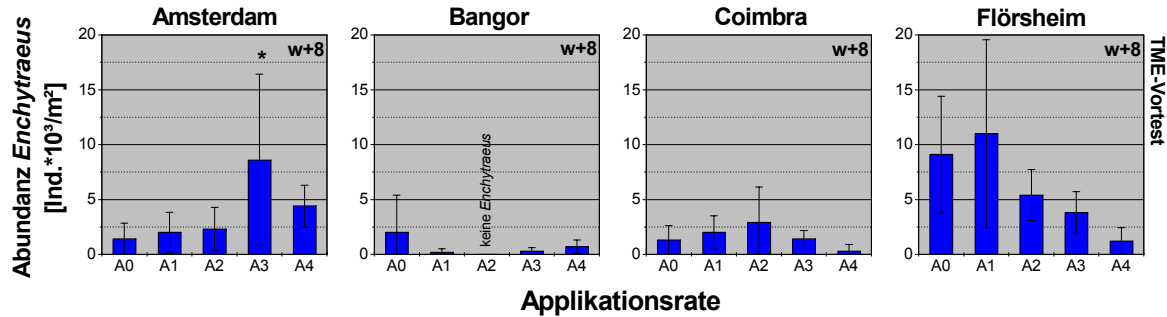 Amsterdam Bangor Coimbra Flörsheim
Abundanz Enchytraeus
[Ind.*10³/m²]
20 15 10 5 0
w+8
*
A0 A1 A2 A3 A4
20 15 10 5 0
w+8
keine Enchytraeus
A0 A1 A2 A3 A4
20 15 10 5 0
w+8
A0 A1 A2 A3 A4
20 15 10 5 0
w+8
A0 A1 A2 A3 A4
TME-Vortest
Applikationsrate